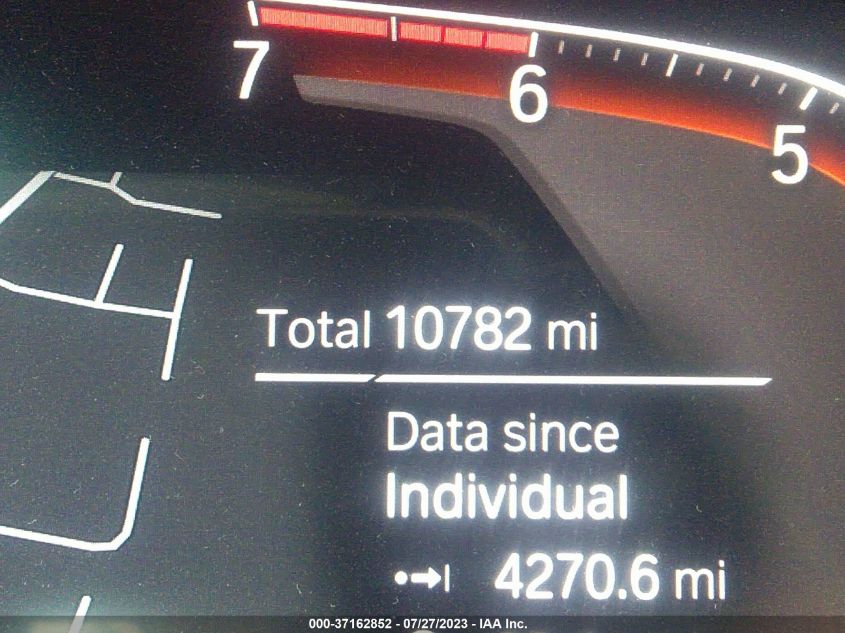 7
6
5
Total 10782 mi
Data since
Individual
4270.6 mi
000-37162852 - 07/27/2023 - IAA Inc.